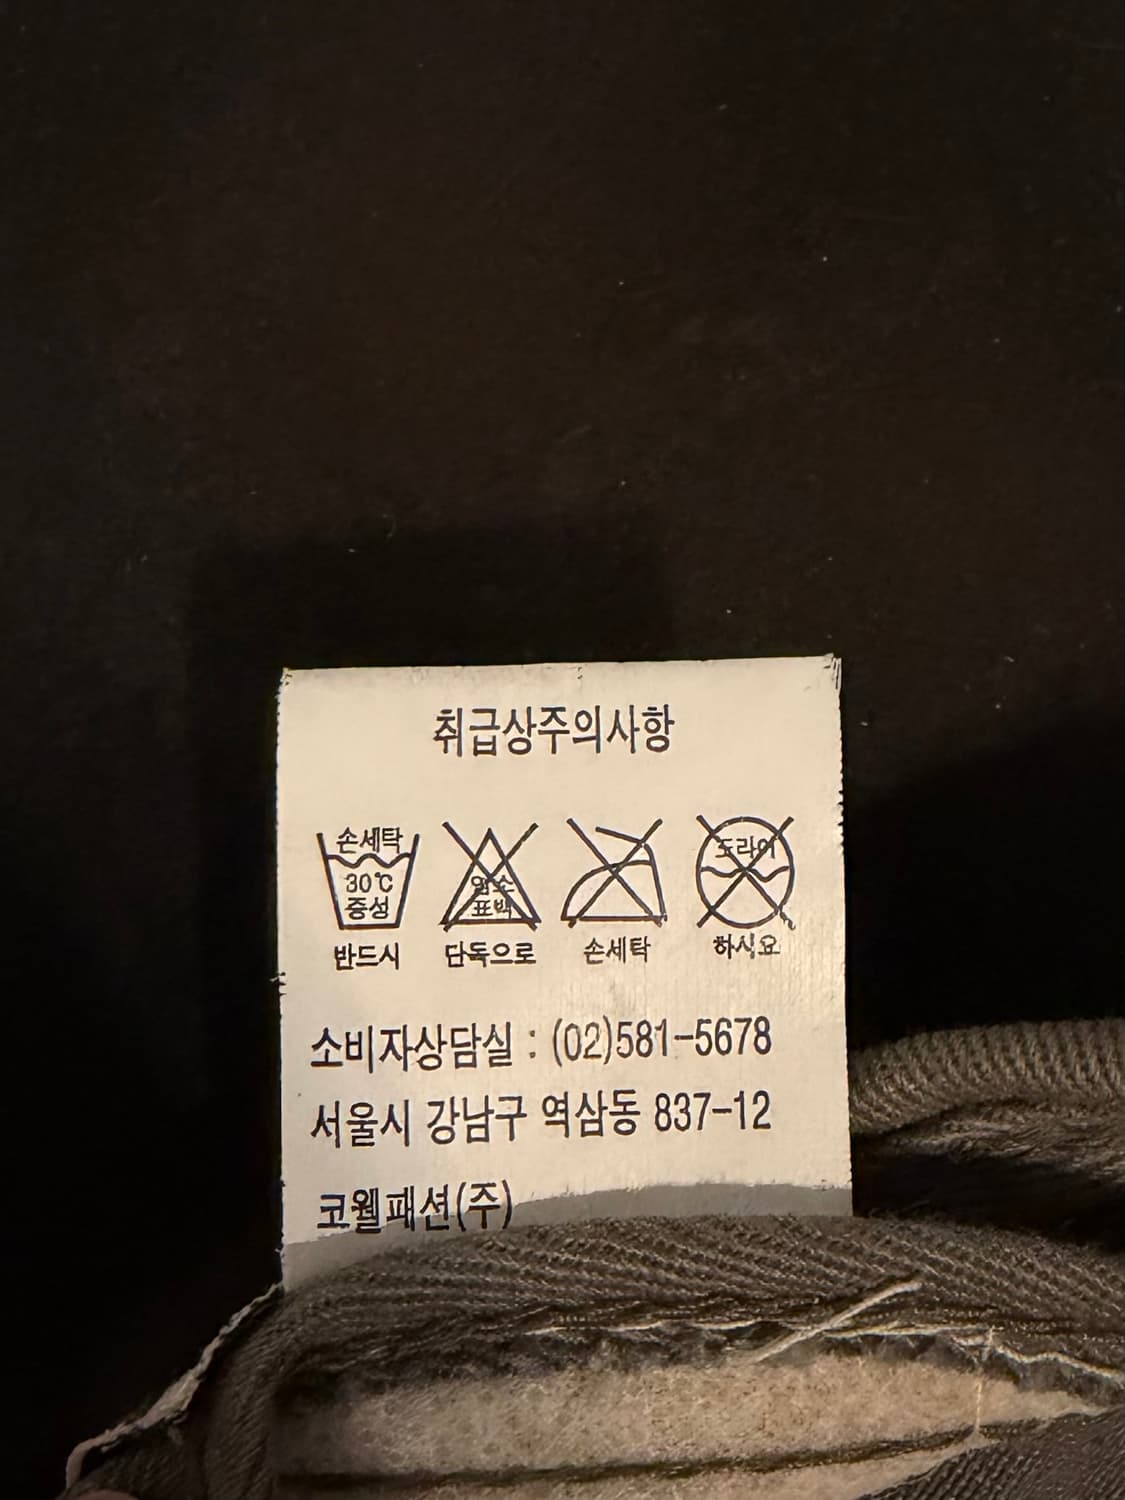 취급상주의사항
손세탁 염소 드라이
30℃ 표백
중성
반드시 단독으로 손세탁 하십시요
소비자상담실 : (02)581-5678
서울시 강남구 역삼동 837-12
코웰패션(주)